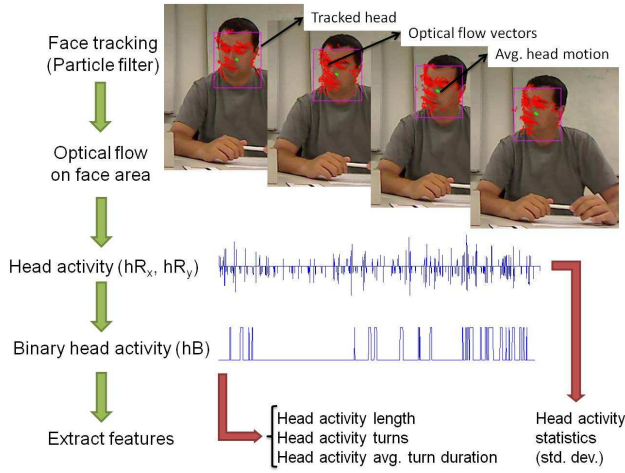 Face tracking
(Particle filter)
Tracked head
Optical flow vectors
Avg. head motion
Optical flow
on face area
Head activity (hRx, hRy)
Binary head activity (hB)
Extract features
Head activity length
Head activity turns
Head activity avg. turn duration
Head activity
statistics
(std. dev.)